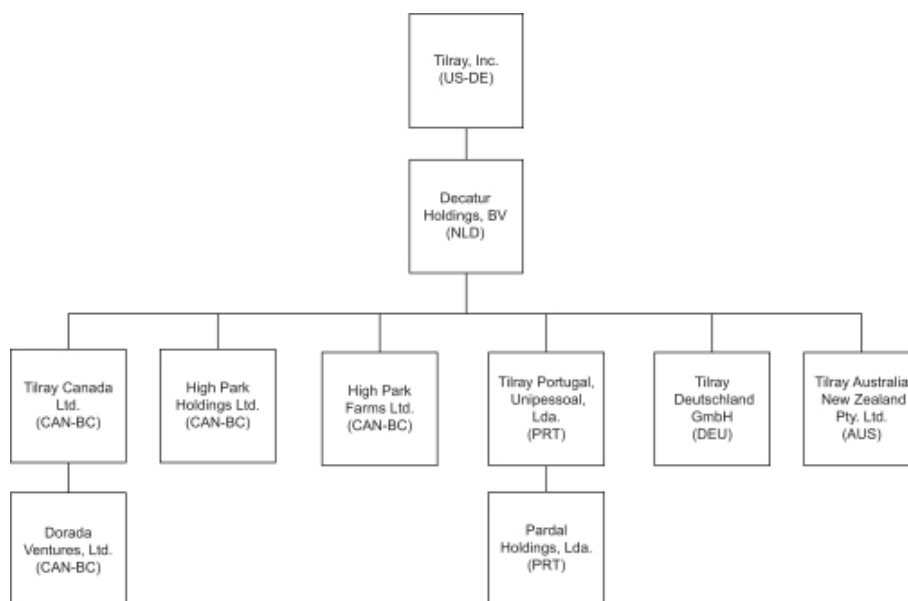 Tilray, Inc.
(US-DE)
Decatur
Holdings, BV
(NLD)
Tilray Canada
Ltd.
(CAN-BC)
High Park
Holdings Ltd.
(CAN-BC)
High Park
Farms Ltd.
(CAN-BC)
Tilray Portugal,
Unipessoal,
Lda.
(PRT)
Tilray
Deutschland
GmbH
(DEU)
Tilray Australia
New Zealand
Pty. Ltd.
(AUS)
Dorada
Ventures, Ltd.
(CAN-BC)
Pardal
Holdings, Lda.
(PRT)